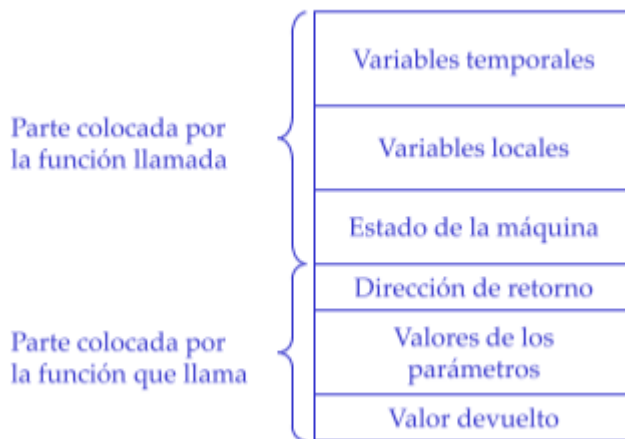 Variables temporales
Parte colocada por
la función llamada
Variables locales
Estado de la máquina
Dirección de retorno
Parte colocada por
la función que llama
Valores de los
parámetros
Valor devuelto